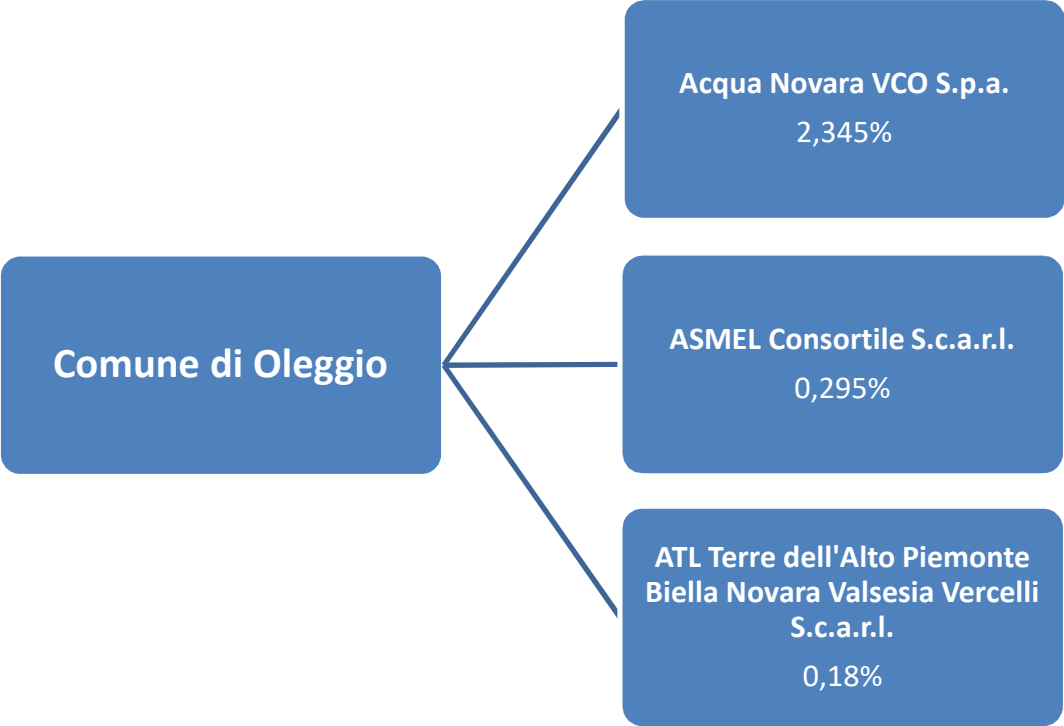 Comune di Oleggio
Acqua Novara VCO S.p.a.
2,345%
ASMEL Consortile S.c.a.r.l.
0,295%
ATL Terre dell'Alto Piemonte
Biella Novara Valsesia Vercelli
S.c.a.r.l.
0,18%